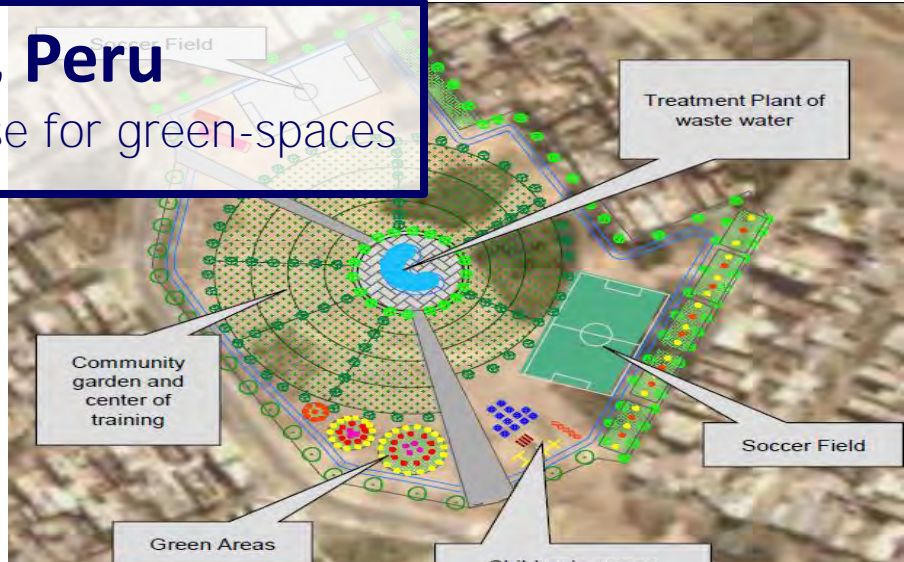 Soccer Field
, Peru
se for green-spaces
Treatment Plant of
waste water
Community
garden and
center of
training
Soccer Field
Green Areas